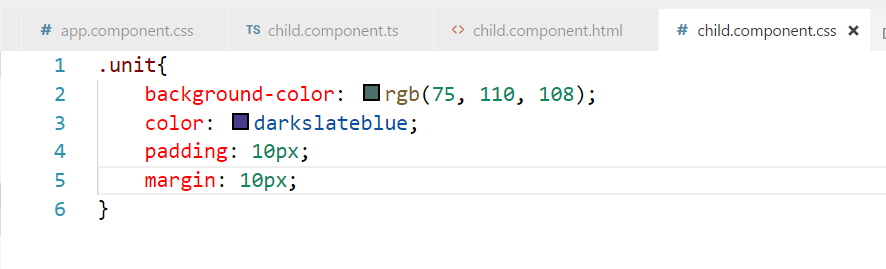 # app.component.css TS child.component.ts <> child.component.html # child.component.css ×
1 .unit{
2 background-color: rgb(75, 110, 108);
3 color: darkslateblue;
4 padding: 10px;
5 margin: 10px;
6 }